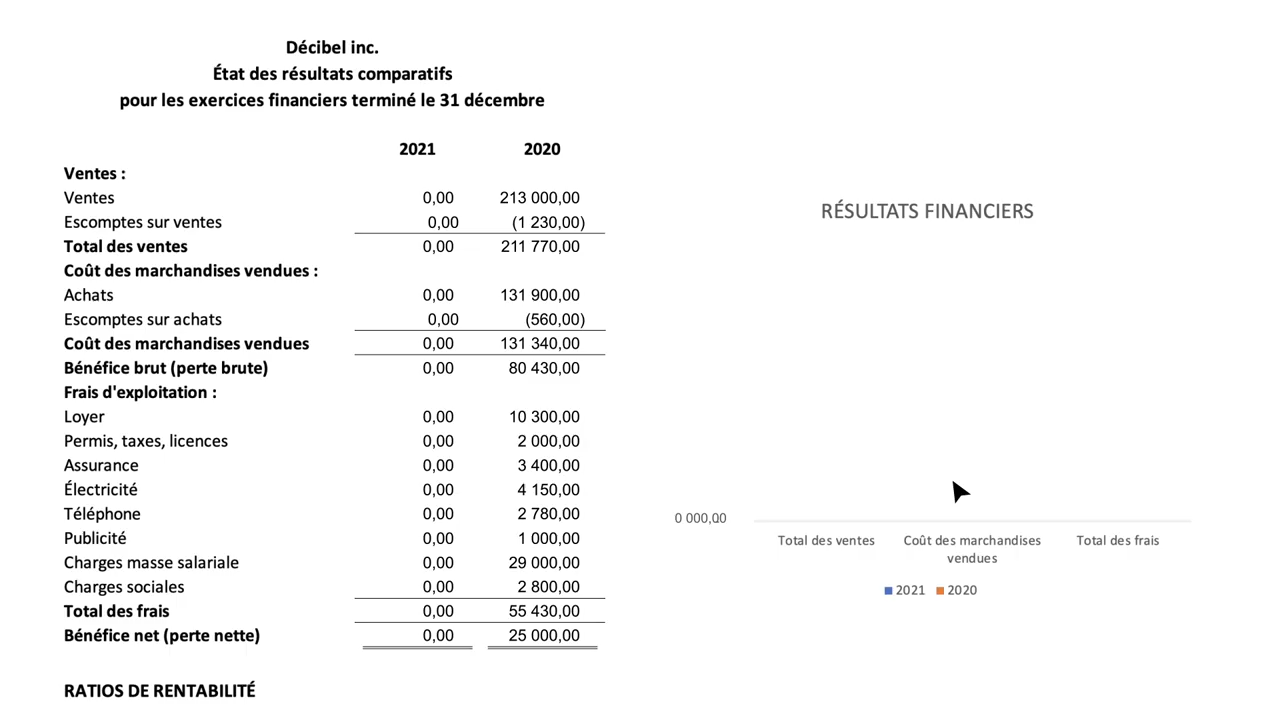 Décibel inc.
État des résultats comparatifs
pour les exercices financiers terminé le 31 décembre
2021 2020
Ventes :
Ventes 0,00 213 000,00
Escomptes sur ventes 0,00 (1 230,00)
Total des ventes 0,00 211 770,00
Coût des marchandises vendues :
Achats 0,00 131 900,00
Escomptes sur achats 0,00 (560,00)
Coût des marchandises vendues 0,00 131 340,00
Bénéfice brut (perte brute) 0,00 80 430,00
Frais d'exploitation :
Loyer 0,00 10 300,00
Permis, taxes, licences 0,00 2 000,00
Assurance 0,00 3 400,00
Électricité 0,00 4 150,00
Téléphone 0,00 2 780,00
Publicité 0,00 1 000,00
Charges masse salariale 0,00 29 000,00
Charges sociales 0,00 2 800,00
Total des frais 0,00 55 430,00
Bénéfice net (perte nette) 0,00 25 000,00
RATIOS DE RENTABILITÉ
RÉSULTATS FINANCIERS
0 000,00
Total des ventes Coût des marchandises Total des frais
vendues
2021 2020